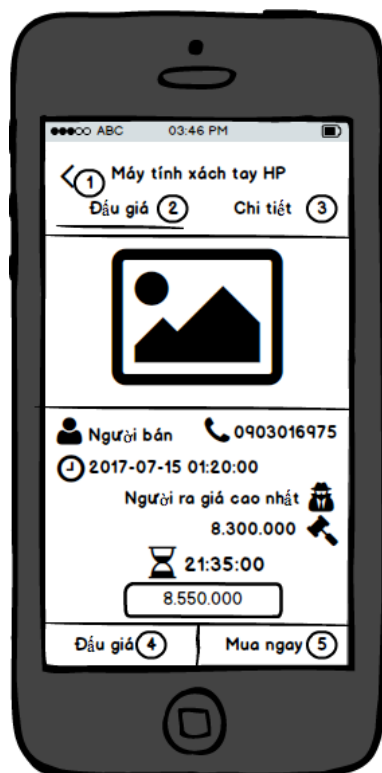 ABC 03:46 PM
1 Máy tính xách tay HP
Đấu giá 2 Chi tiết 3
Người bán 0903016975
2017-07-15 01:20:00
Người ra giá cao nhất
8.300.000
21:35:00
8.550.000
Đấu giá 4 Mua ngay 5